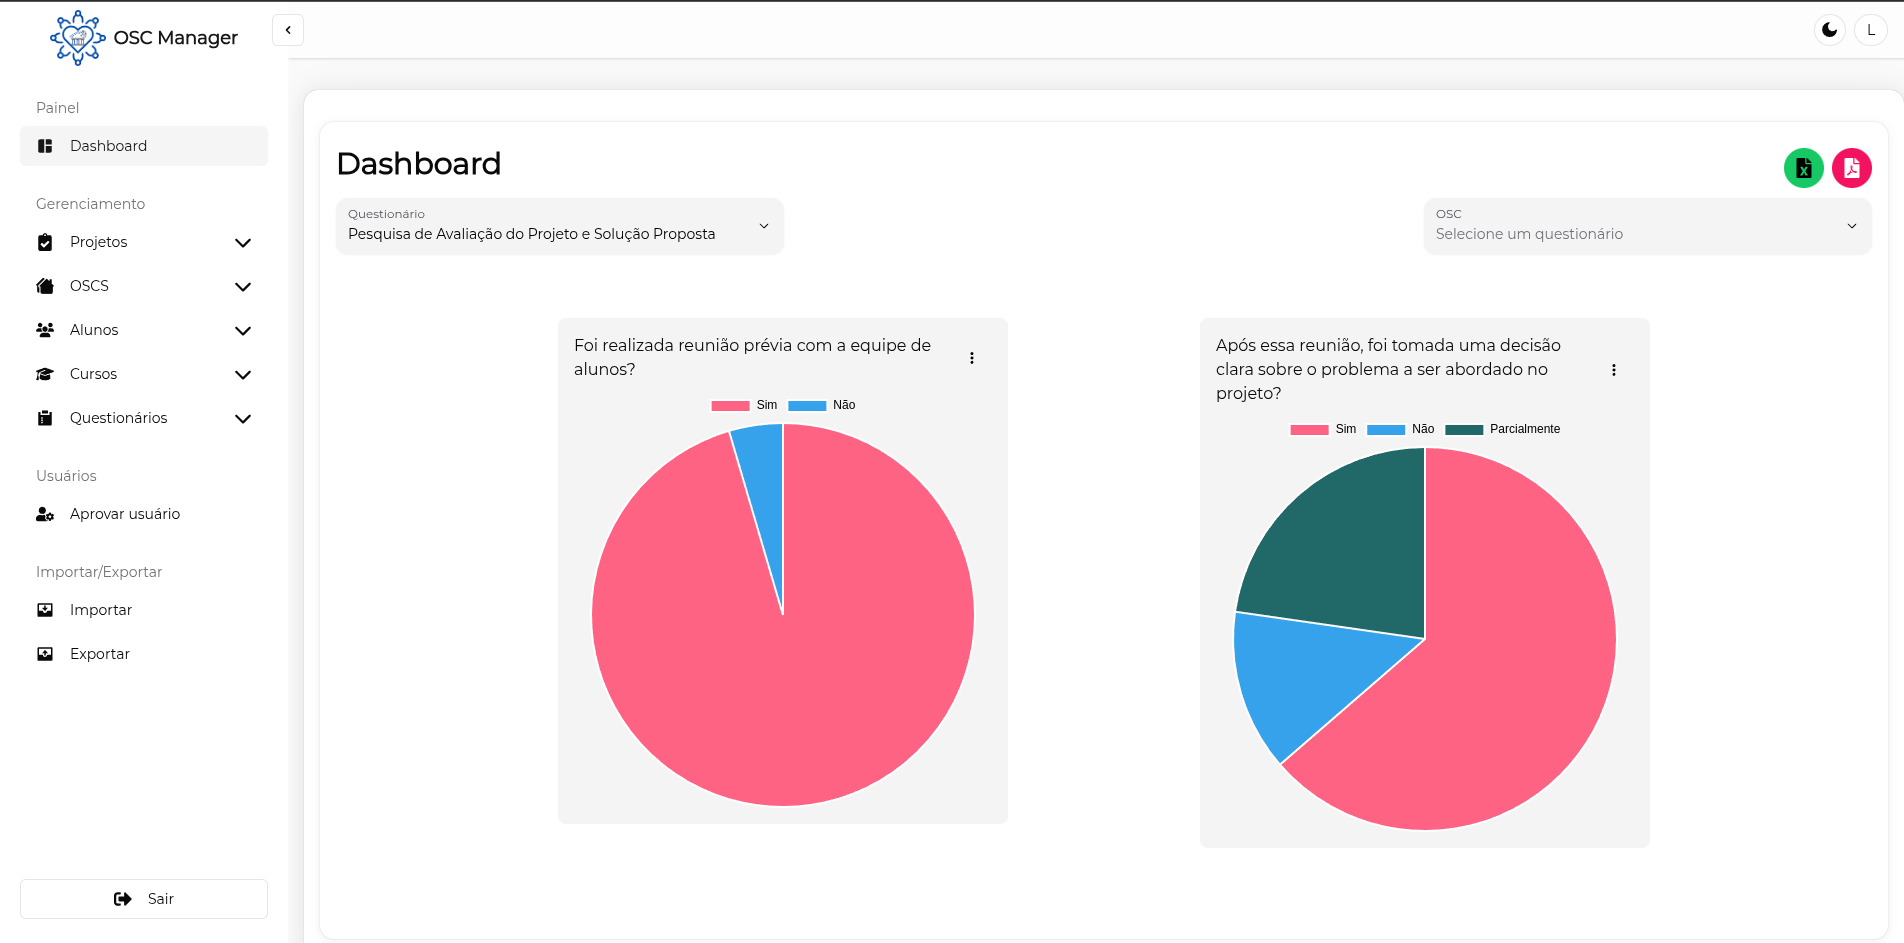 OSC Manager
L
Painel
Dashboard
Gerenciamento
Projetos
OSCS
Alunos
Cursos
Questionários
Usuários
Aprovar usuário
Importar/Exportar
Importar
Exportar
Sair
Dashboard
Questionário
Pesquisa de Avaliação do Projeto e Solução Proposta
OSC
Selecione um questionário
Foi realizada reunião prévia com a equipe de
alunos?
Sim Não
Após essa reunião, foi tomada uma decisão
clara sobre o problema a ser abordado no
projeto?
Sim Não Parcialmente